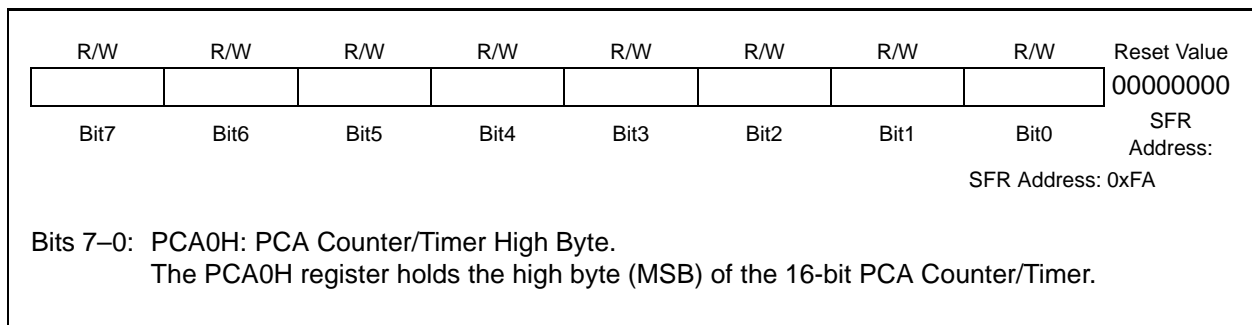 R/W R/W R/W R/W R/W R/W R/W R/W Reset Value
00000000
Bit7 Bit6 Bit5 Bit4 Bit3 Bit2 Bit1 Bit0 SFR
Address:
SFR Address: 0xFA
Bits 7–0: PCA0H: PCA Counter/Timer High Byte.
The PCA0H register holds the high byte (MSB) of the 16-bit PCA Counter/Timer.